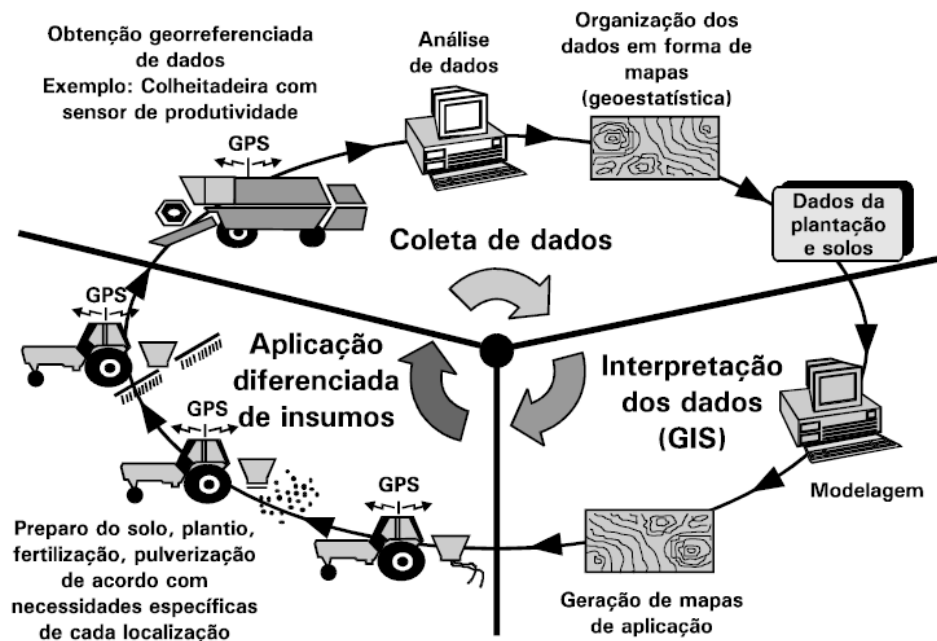 Obtenção georreferenciada
de dados
Exemplo: Colheitadeira com
sensor de produtividade
GPS
Análise
de dados
Organização dos
dados em forma de
mapas
(geoestatística)
Dados da
plantação
e solos
Coleta de dados
GPS
Aplicação
diferenciada
de insumos
Interpretação
dos dados
(GIS)
GPS
Modelagem
GPS
Preparo do solo, plantio,
fertilização, pulverização
de acordo com
necessidades específicas
de cada localização
Geração de mapas
de aplicação